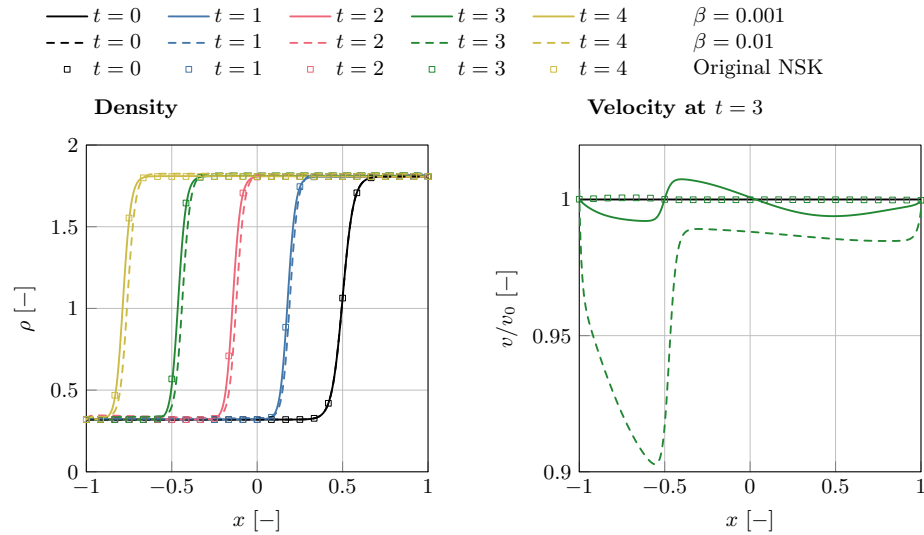 t = 0 t = 1 t = 2 t = 3 t = 4 β = 0.001
t = 0 t = 1 t = 2 t = 3 t = 4 β = 0.01
t = 0 t = 1 t = 2 t = 3 t = 4 Original NSK
Density
2
1.5
1
0.5
0
ρ [−]
−1 −0.5 0 0.5 1
x [−]
Velocity at t = 3
1
0.95
0.9
v/v₀ [−]
−1 −0.5 0 0.5 1
x [−]